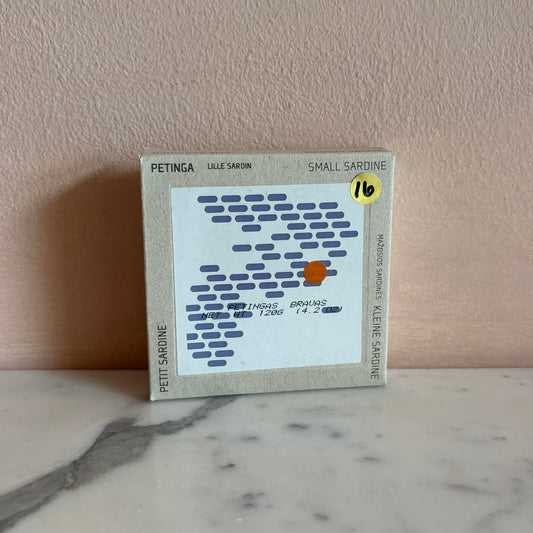 PETINGA
LILLE SARDIN
SMALL SARDINE
16
MAŽOSIOS SARDINĖS
KLEINE SARDINE
PETIT SARDINE
PETINGAS BRAVAS
NET WT 120G (4.2 OZ)